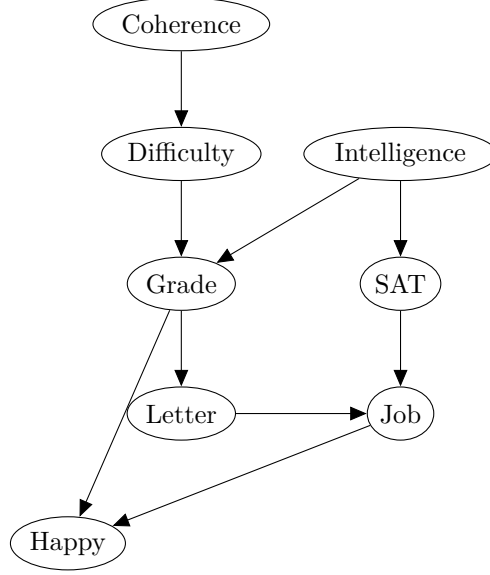 Coherence
Difficulty
Intelligence
Grade
SAT
Letter
Job
Happy